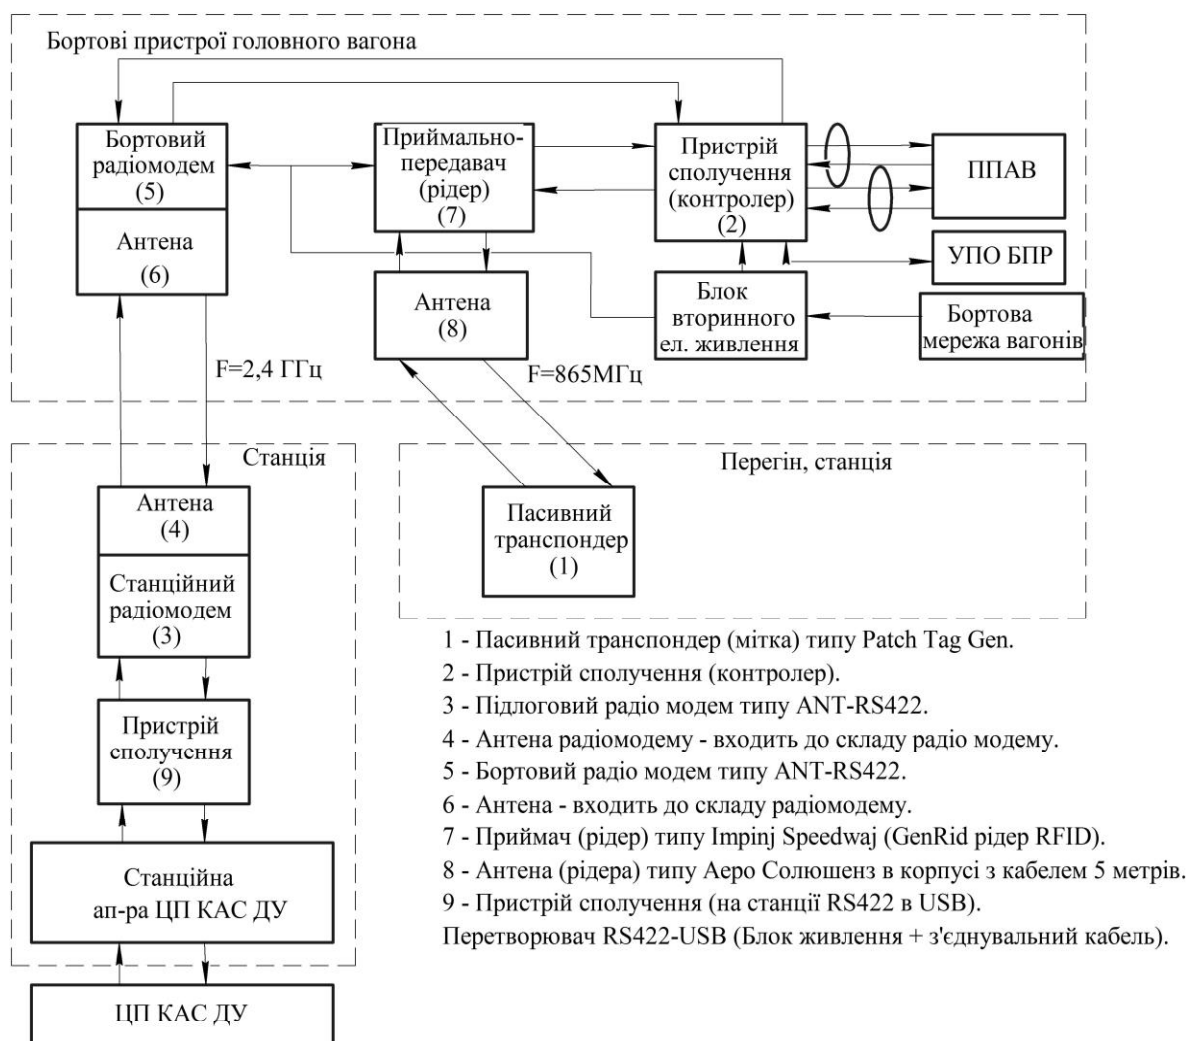 Бортові пристрої головного вагона
Бортовий
радіомодем
(5)
Антена
(6)
Приймально-
передавач
(рідер)
(7)
Антена
(8)
Пристрій
сполучення
(контролер)
(2)
ППАВ
УПО БПР
Блок
вторинного
ел. живлення
Бортова
мережа вагонів
F=2,4 ГГц
F=865МГц
Станція
Антена
(4)
Станційний
радіомодем
(3)
Пристрій
сполучення
(9)
Станційна
ап-ра ЦП КАС ДУ
ЦП КАС ДУ
Перегін, станція
Пасивний
транспондер
(1)
1 - Пасивний транспондер (мітка) типу Patch Tag Gen.
2 - Пристрій сполучення (контролер).
3 - Підлоговий радіо модем типу ANT-RS422.
4 - Антена радіомодему - входить до складу радіо модему.
5 - Бортовий радіо модем типу ANT-RS422.
6 - Антена - входить до складу радіомодему.
7 - Приймач (рідер) типу Impinj Speedwaj (GenRid рідер RFID).
8 - Антена (рідера) типу Аеро Солюшенз в корпусі з кабелем 5 метрів.
9 - Пристрій сполучення (на станції RS422 в USB).
Перетворювач RS422-USB (Блок живлення + з'єднувальний кабель).